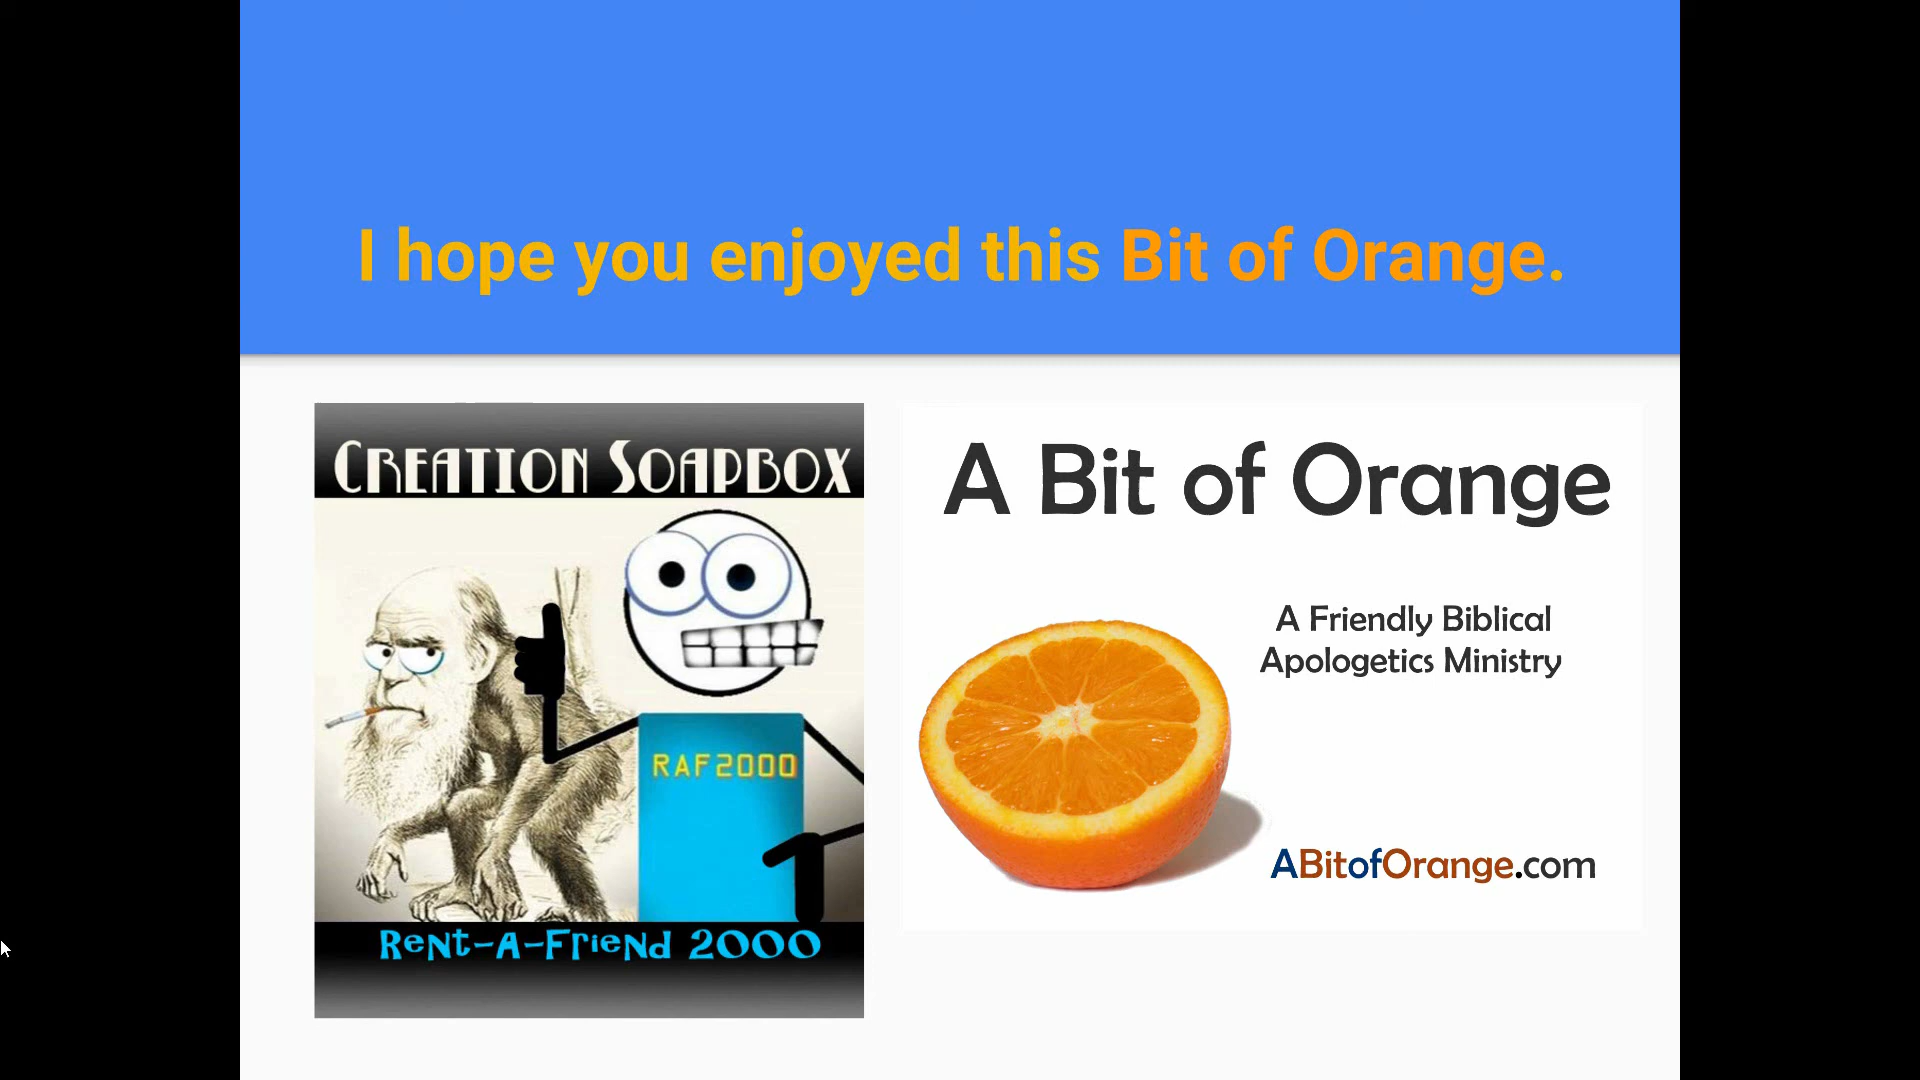 I hope you enjoyed this Bit of Orange.
CREATION SOAPBOX
RAF2000
RENT-A-FRIEND 2000
A Bit of Orange
A Friendly Biblical
Apologetics Ministry
ABitofOrange.com